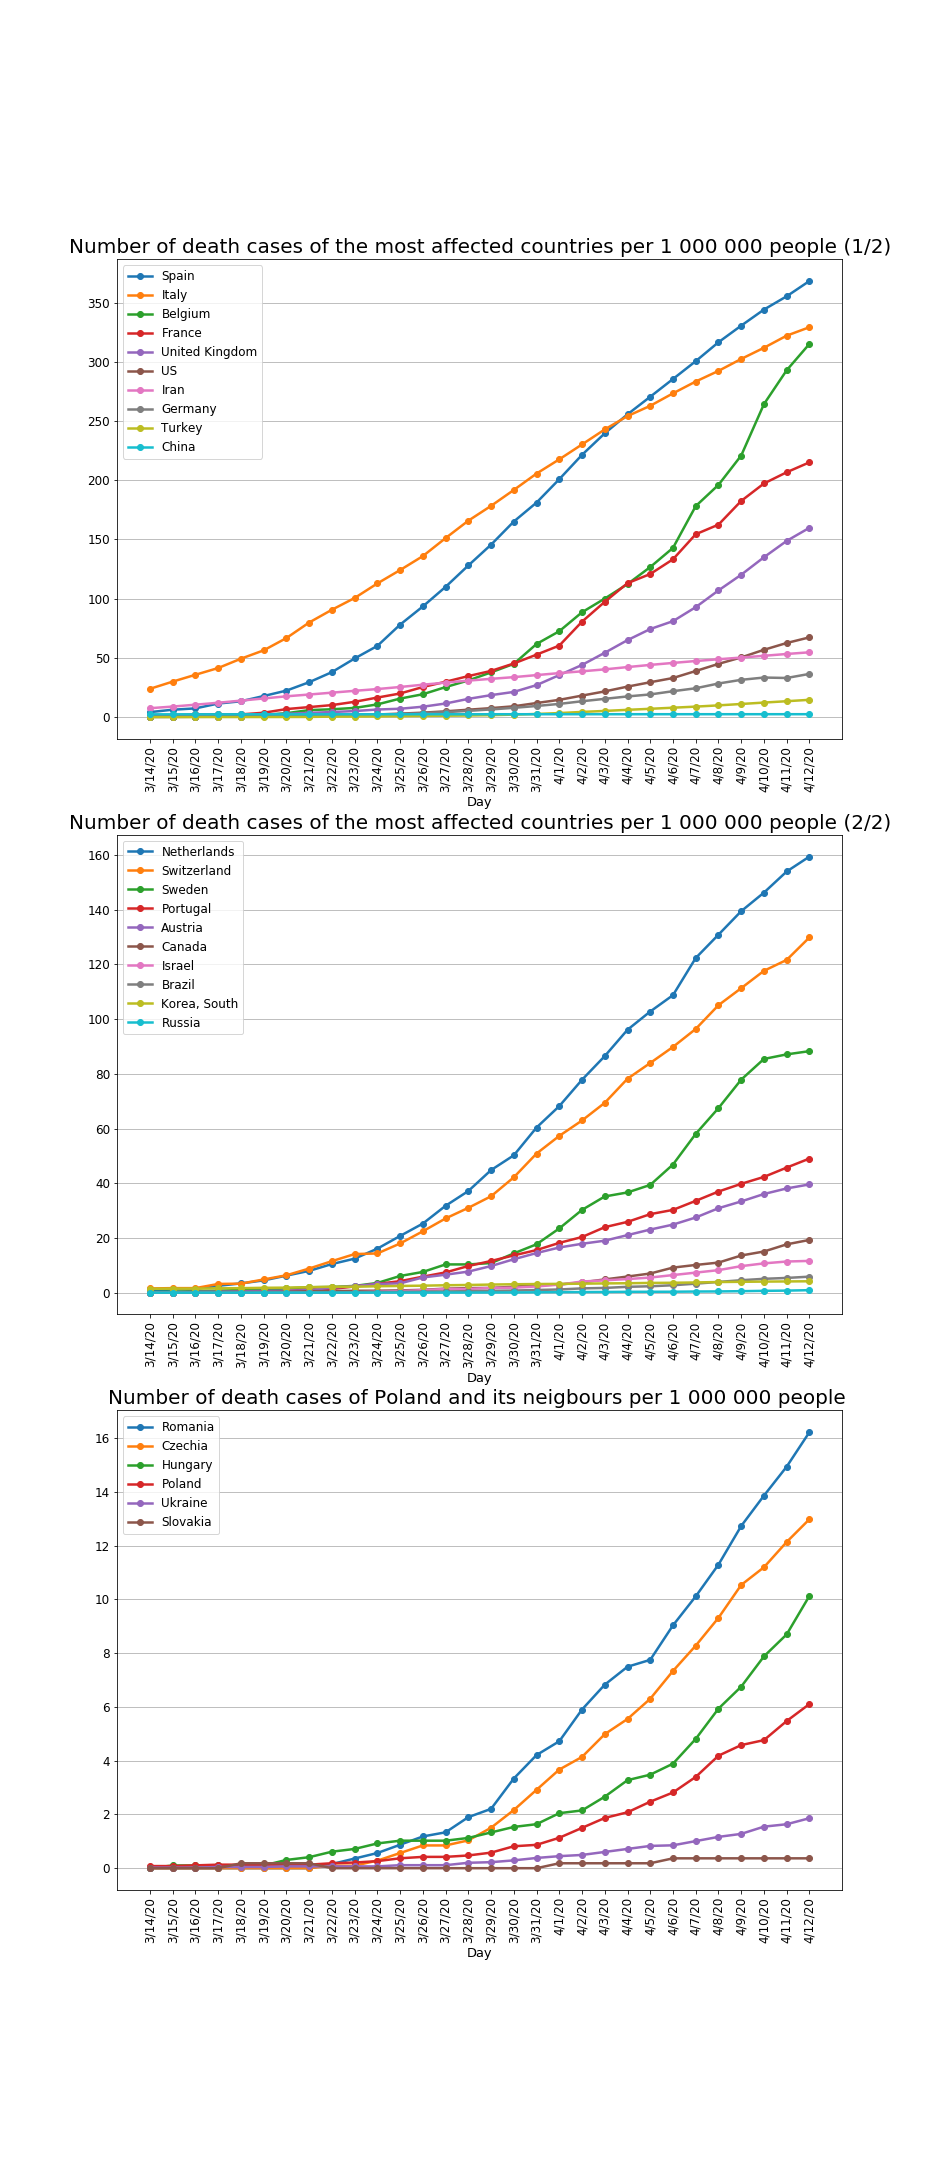 Number of death cases of the most affected countries per 1 000 000 people (1/2)
Spain
Italy
Belgium
France
United Kingdom
US
Iran
Germany
Turkey
China
350
300
250
200
150
100
50
0
3/14/20 3/15/20 3/16/20 3/17/20 3/18/20 3/19/20 3/20/20 3/21/20 3/22/20 3/23/20 3/24/20 3/25/20 3/26/20 3/27/20 3/28/20 3/29/20 3/30/20 3/31/20 4/1/20 4/2/20 4/3/20 4/4/20 4/5/20 4/6/20 4/7/20 4/8/20 4/9/20 4/10/20 4/11/20 4/12/20
Day
Number of death cases of the most affected countries per 1 000 000 people (2/2)
Netherlands
Switzerland
Sweden
Portugal
Austria
Canada
Israel
Brazil
Korea, South
Russia
160
140
120
100
80
60
40
20
0
3/14/20 3/15/20 3/16/20 3/17/20 3/18/20 3/19/20 3/20/20 3/21/20 3/22/20 3/23/20 3/24/20 3/25/20 3/26/20 3/27/20 3/28/20 3/29/20 3/30/20 3/31/20 4/1/20 4/2/20 4/3/20 4/4/20 4/5/20 4/6/20 4/7/20 4/8/20 4/9/20 4/10/20 4/11/20 4/12/20
Day
Number of death cases of Poland and its neigbours per 1 000 000 people
Romania
Czechia
Hungary
Poland
Ukraine
Slovakia
16
14
12
10
8
6
4
2
0
3/14/20 3/15/20 3/16/20 3/17/20 3/18/20 3/19/20 3/20/20 3/21/20 3/22/20 3/23/20 3/24/20 3/25/20 3/26/20 3/27/20 3/28/20 3/29/20 3/30/20 3/31/20 4/1/20 4/2/20 4/3/20 4/4/20 4/5/20 4/6/20 4/7/20 4/8/20 4/9/20 4/10/20 4/11/20 4/12/20
Day